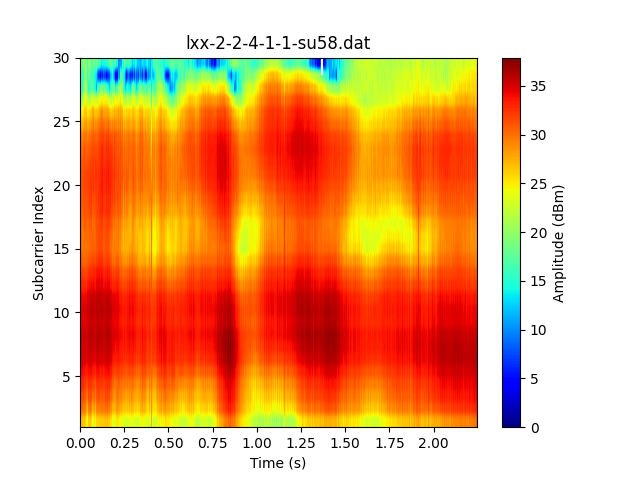 lxx-2-2-4-1-1-su58.dat
30
25
20
15
10
5
Subcarrier Index
0.00 0.25 0.50 0.75 1.00 1.25 1.50 1.75 2.00
Time (s)
35
30
25
20
15
10
5
0
Amplitude (dBm)